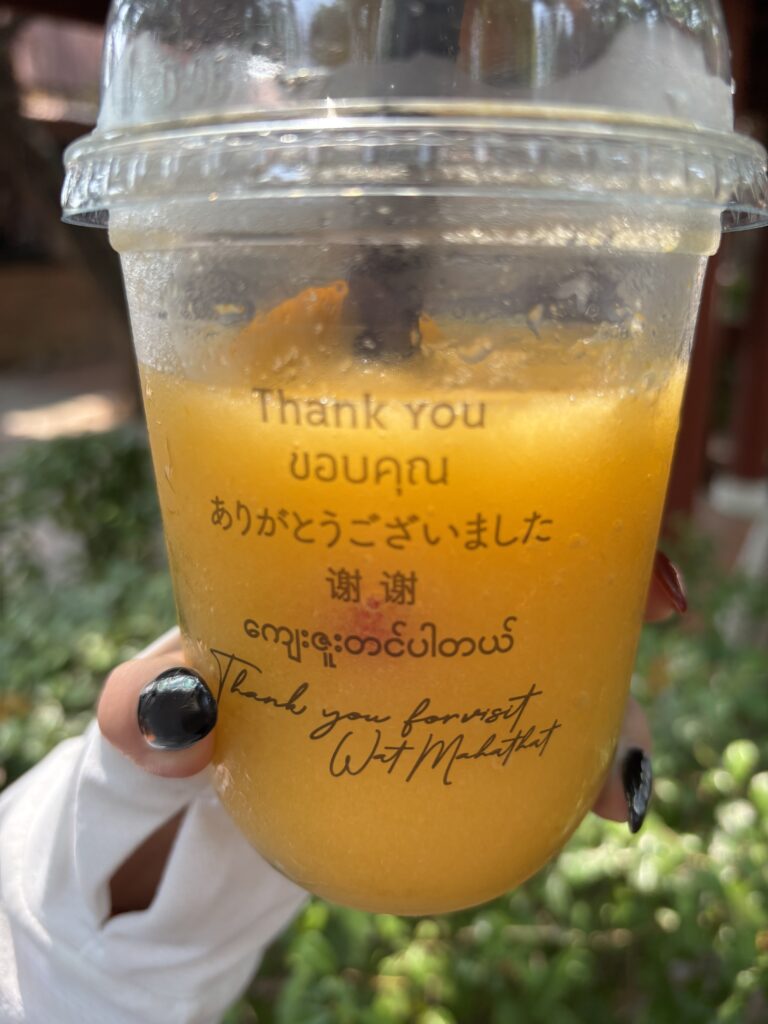 Thank you
ขอบคุณ
ありがとうございました
谢 谢
ကျေးဇူးတင်ပါတယ်
Thank you for visit
Wat Mahathat